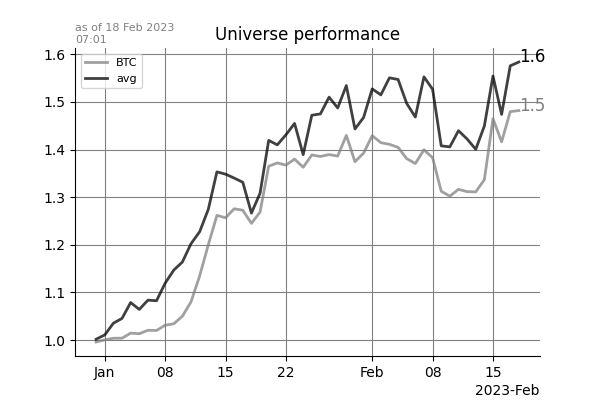 as of 18 Feb 2023
07:01
Universe performance
BTC
avg
1.6
1.5
1.6
1.5
1.4
1.3
1.2
1.1
1.0
Jan 08 15 22 Feb 08 15
2023-Feb